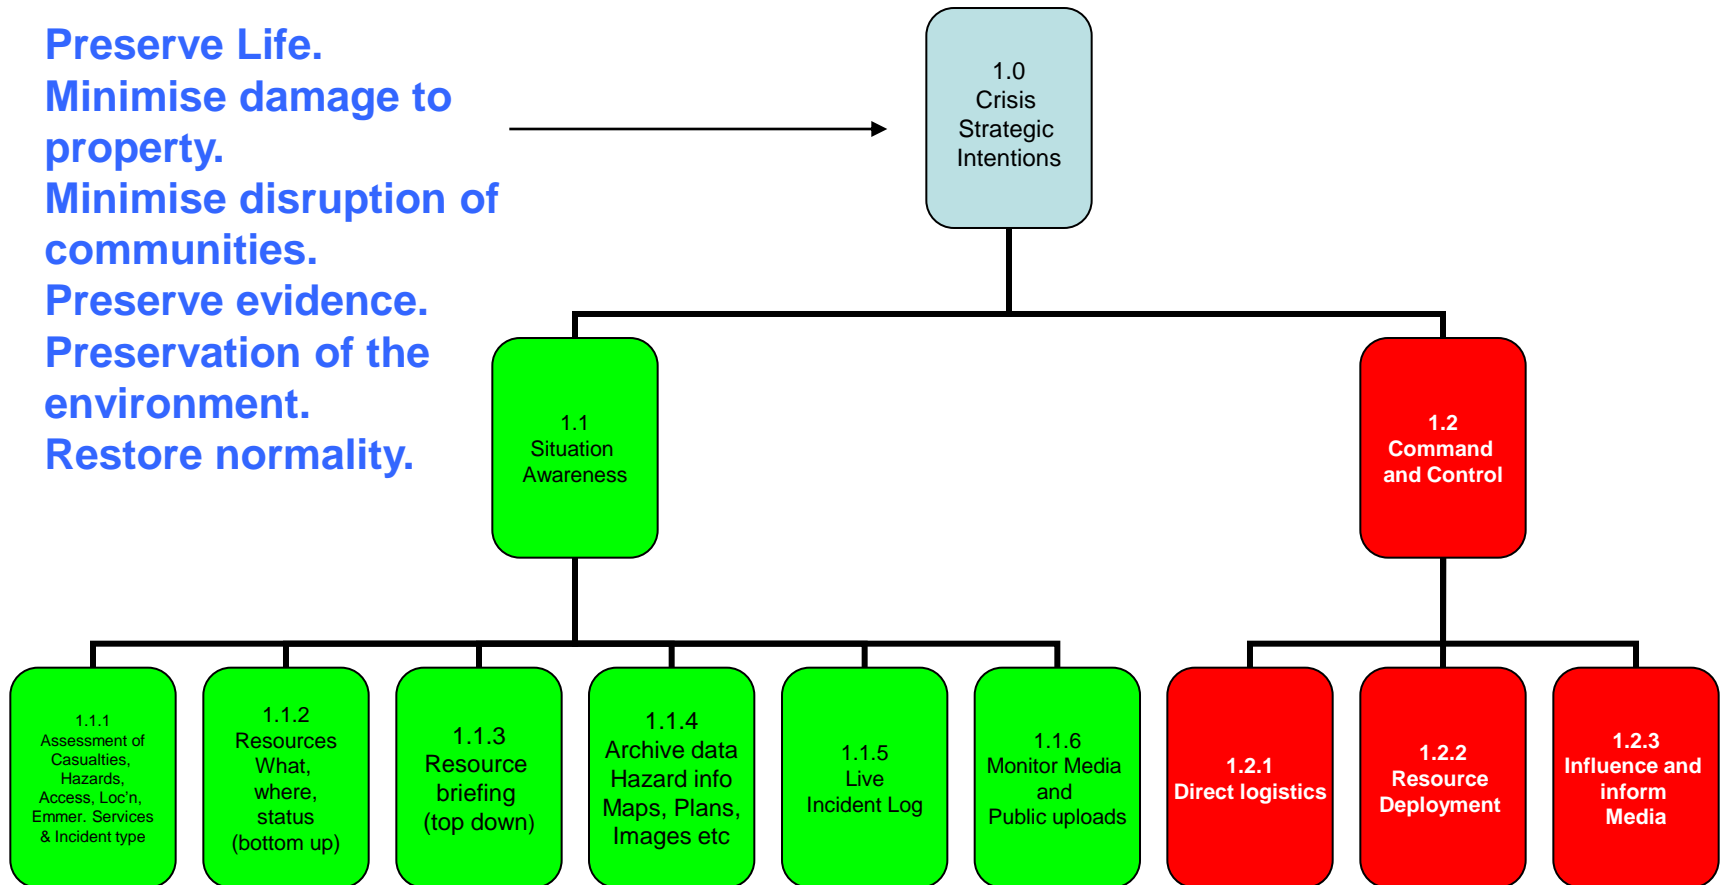 Preserve Life.
Minimise damage to
property.
Minimise disruption of
communities.
Preserve evidence.
Preservation of the
environment.
Restore normality.
1.0
Crisis
Strategic
Intentions
1.1
Situation
Awareness
1.2
Command
and Control
1.1.1
Assessment of
Casualties,
Hazards,
Access, Loc'n,
Emmer. Services
& Incident type
1.1.2
Resources
What,
where,
status
(bottom up)
1.1.3
Resource
briefing
(top down)
1.1.4
Archive data
Hazard info
Maps, Plans,
Images etc
1.1.5
Live
Incident Log
1.1.6
Monitor Media
and
Public uploads
1.2.1
Direct logistics
1.2.2
Resource
Deployment
1.2.3
Influence and
inform
Media